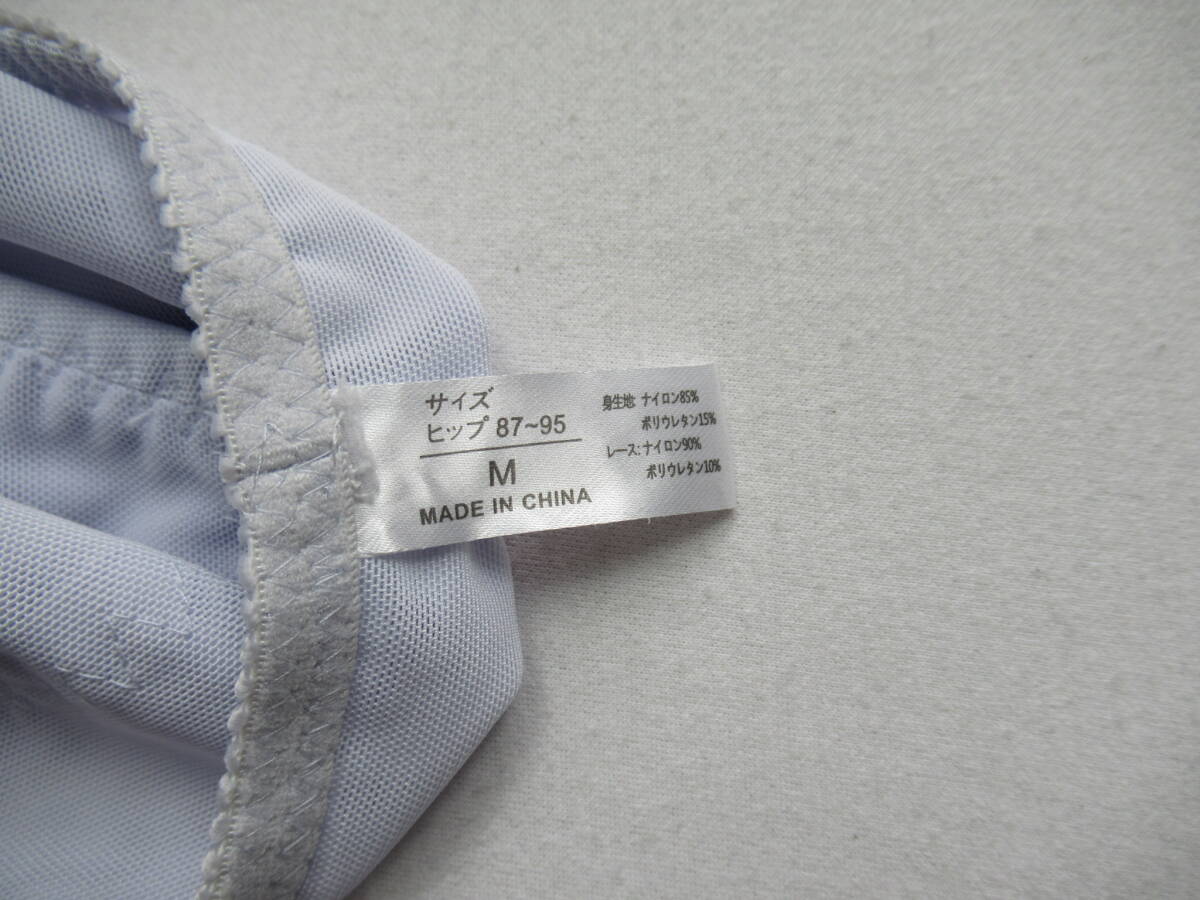 サイズ
ヒップ 87~95
M
MADE IN CHINA
身生地: ナイロン85%
ポリウレタン15%
レース: ナイロン90%
ポリウレタン10%